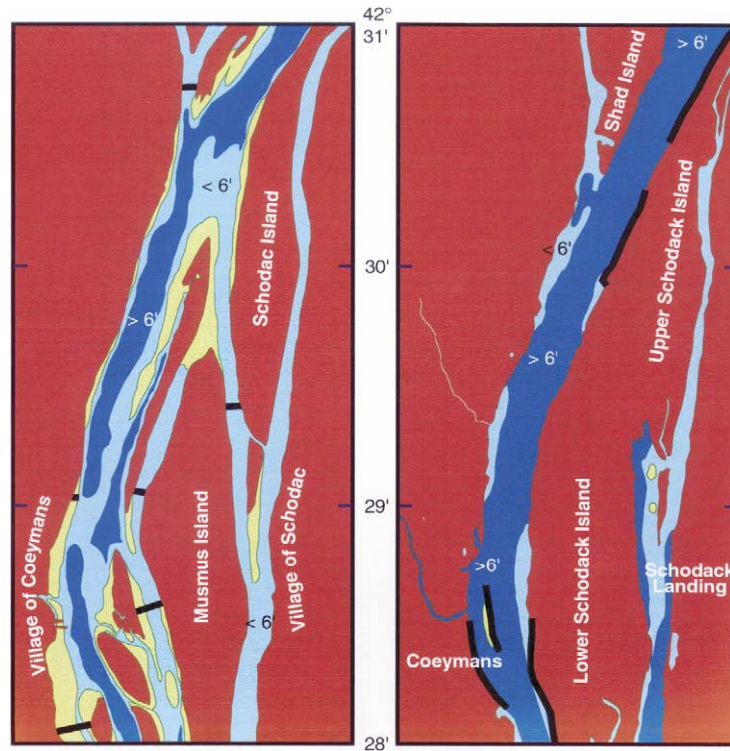 42°
31'
30'
29'
28'
< 6'
> 6'
< 6'
Schodac Island
Musmus Island
Village of Schodac
Village of Coeymans
> 6'
Shad Island
< 6'
Upper Schodack Island
> 6'
>6'
Lower Schodack Island
Schodack
Landing
Coeymans